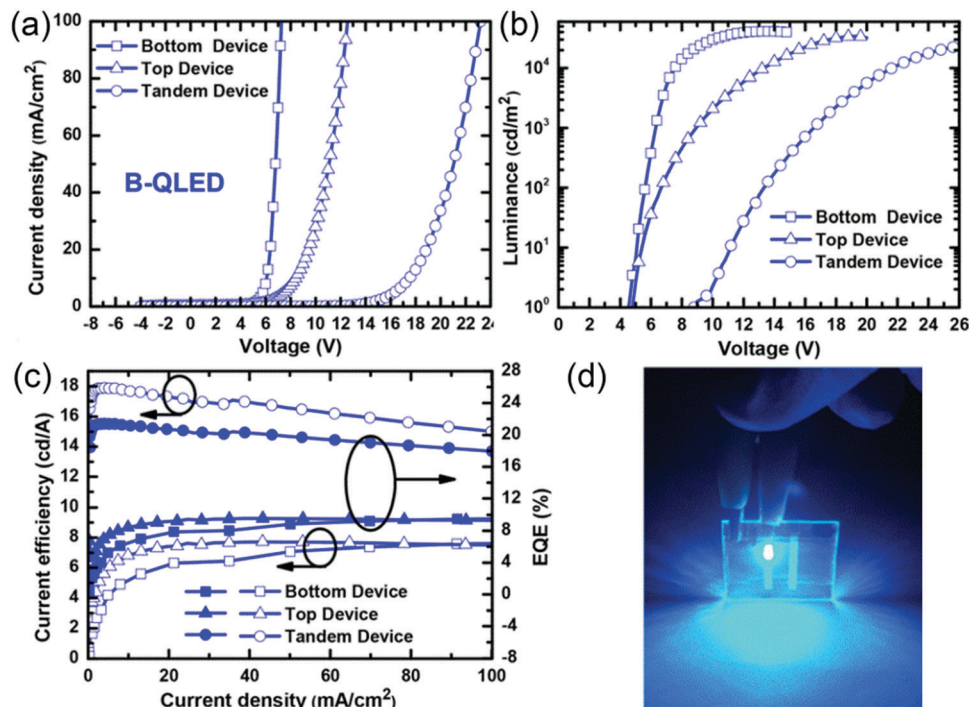 (a)
100
80
60
40
20
0
Current density (mA/cm²)
Bottom Device
Top Device
Tandem Device
B-QLED
-8 -6 -4 -2 0 2 4 6 8 10 12 14 16 18 20 22 24
Voltage (V)
(b)
10⁴
10³
10²
10¹
10⁰
Luminance (cd/m²)
Bottom Device
Top Device
Tandem Device
0 2 4 6 8 10 12 14 16 18 20 22 24 26
Voltage (V)
(c)
18
16
14
12
10
8
6
4
2
0
Current efficiency (cd/A)
28
24
20
16
12
8
4
0
-4
-8
EQE (%)
Bottom Device
Top Device
Tandem Device
0 20 40 60 80 100
Current density (mA/cm²)
(d)